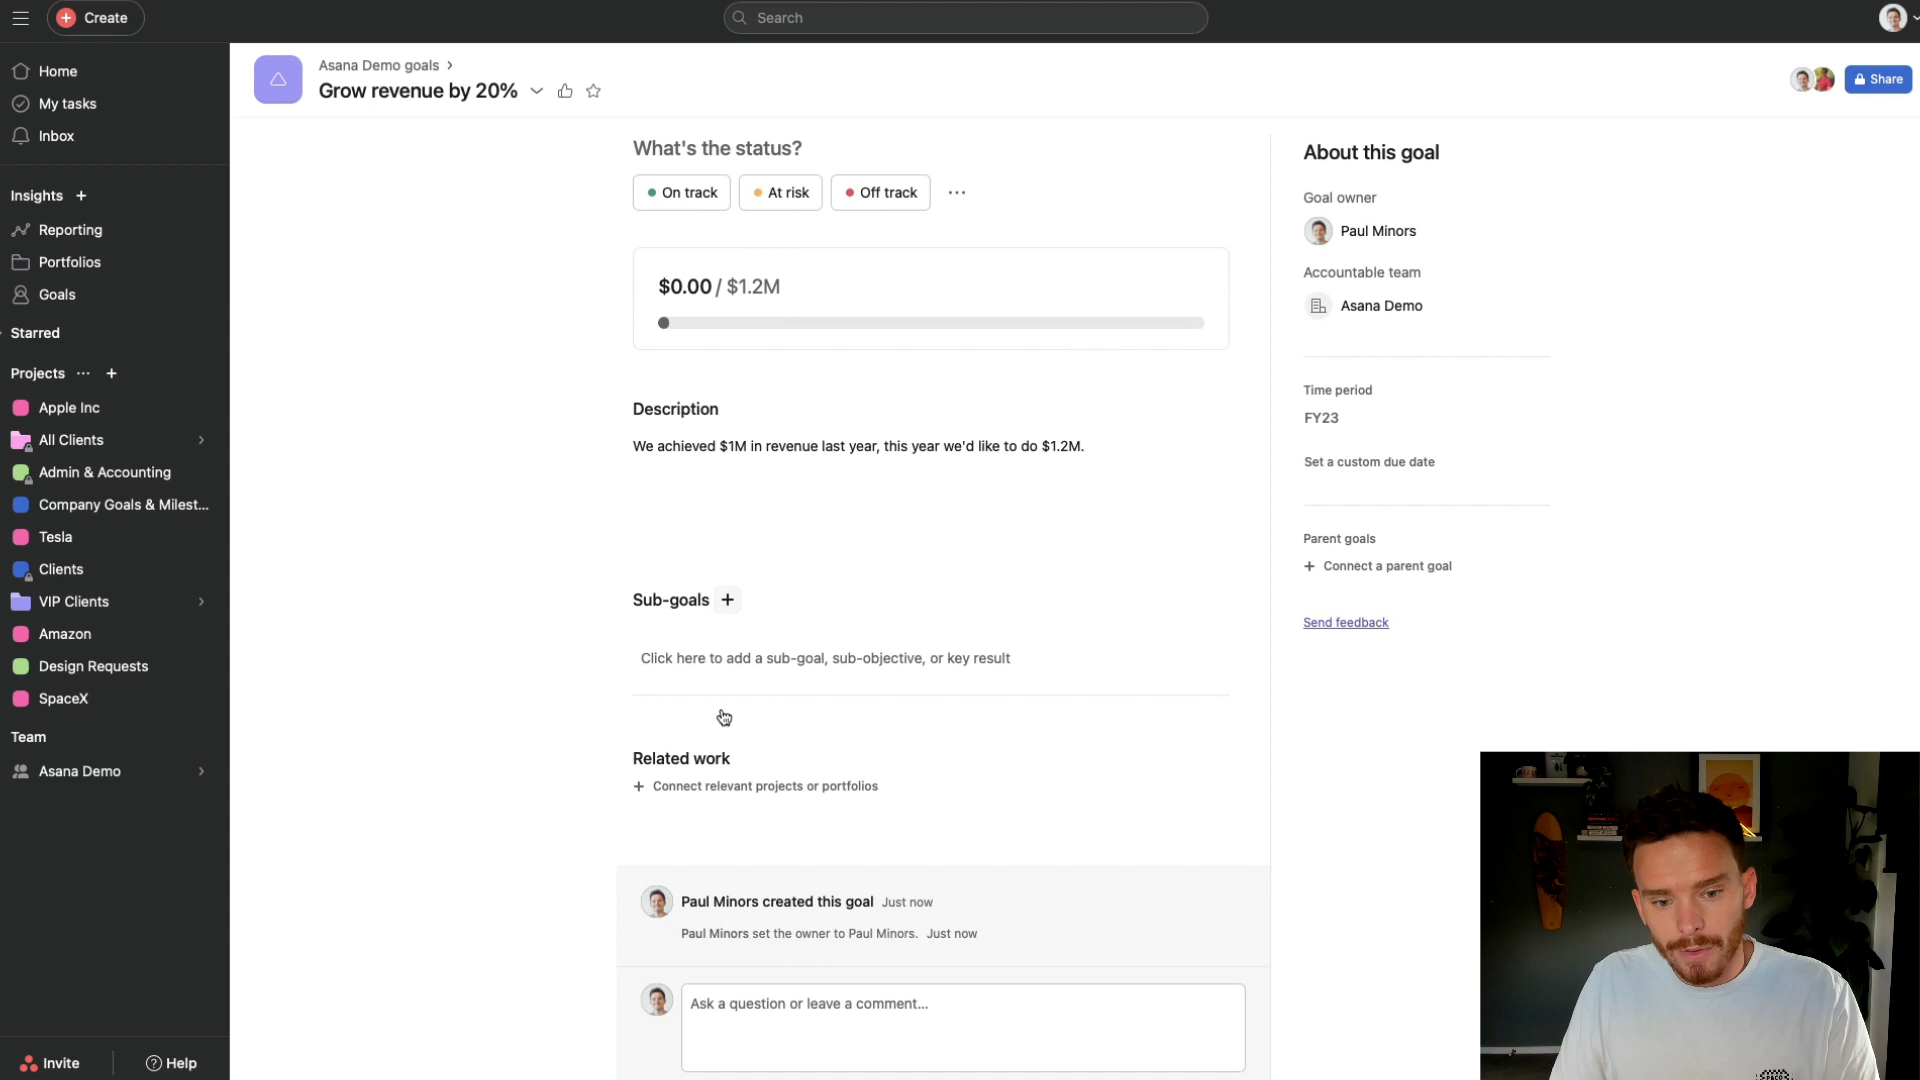 Create
Search
Home
My tasks
Inbox
Insights
Reporting
Portfolios
Goals
Starred
Projects
Apple Inc
All Clients
Admin & Accounting
Company Goals & Milest...
Tesla
Clients
VIP Clients
Amazon
Design Requests
SpaceX
Team
Asana Demo
Invite
Help
Asana Demo goals
Grow revenue by 20%
Share
What's the status?
On track
At risk
Off track
$0.00 / $1.2M
Description
We achieved $1M in revenue last year, this year we'd like to do $1.2M.
Sub-goals
Click here to add a sub-goal, sub-objective, or key result
Related work
Connect relevant projects or portfolios
Paul Minors created this goal Just now
Paul Minors set the owner to Paul Minors. Just now
Ask a question or leave a comment...
About this goal
Goal owner
Paul Minors
Accountable team
Asana Demo
Time period
FY23
Set a custom due date
Parent goals
Connect a parent goal
Send feedback